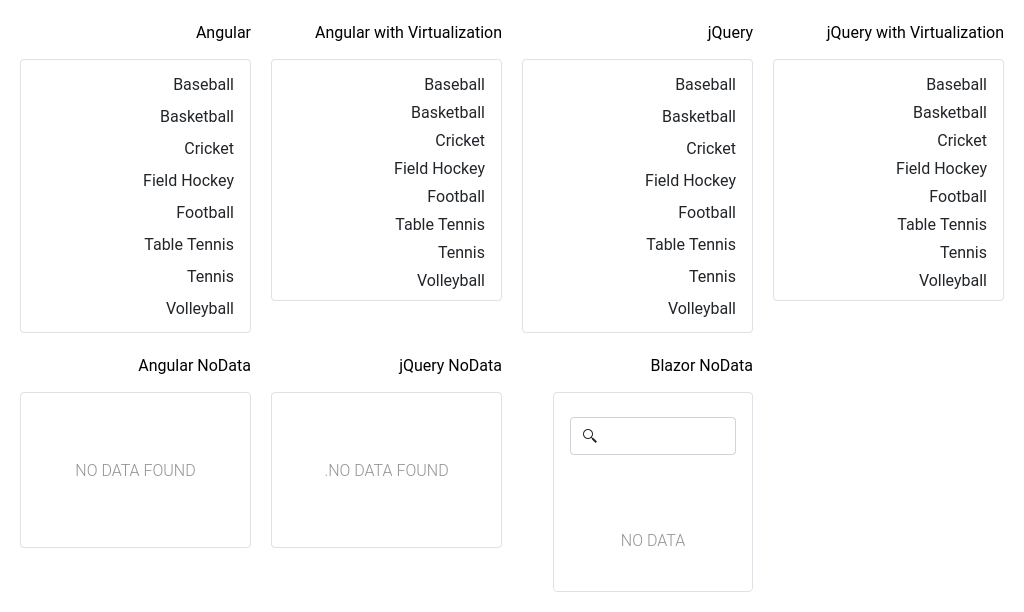 Angular
Baseball
Basketball
Cricket
Field Hockey
Football
Table Tennis
Tennis
Volleyball
Angular with Virtualization
Baseball
Basketball
Cricket
Field Hockey
Football
Table Tennis
Tennis
Volleyball
jQuery
Baseball
Basketball
Cricket
Field Hockey
Football
Table Tennis
Tennis
Volleyball
jQuery with Virtualization
Baseball
Basketball
Cricket
Field Hockey
Football
Table Tennis
Tennis
Volleyball
Angular NoData
NO DATA FOUND
jQuery NoData
.NO DATA FOUND
Blazor NoData
NO DATA